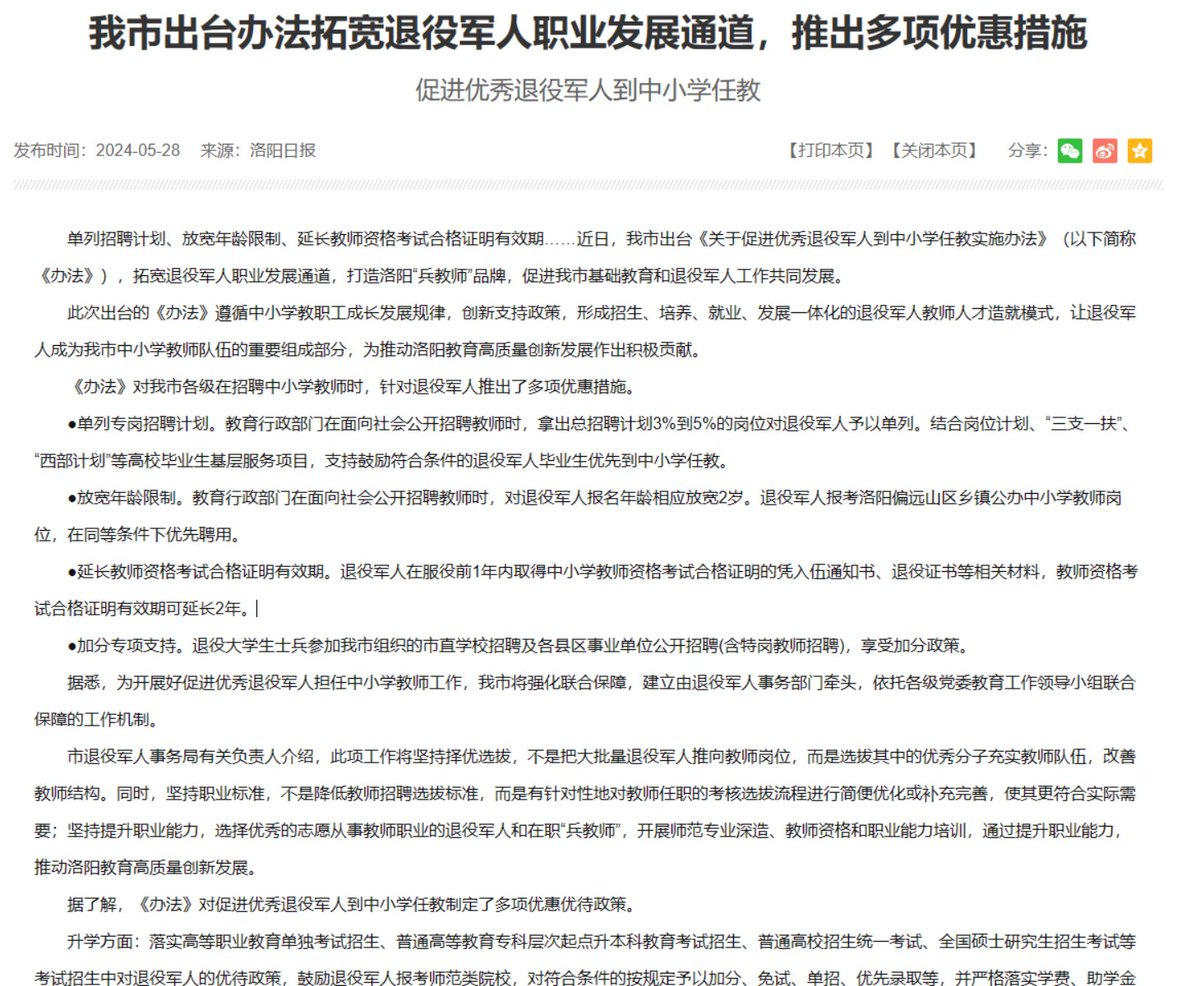 我市出台办法拓宽退役军人职业发展通道，推出多项优惠措施
促进优秀退役军人到中小学任教
发布时间：2024-05-28 来源：洛阳日报 【打印本页】 【关闭本页】 分享：
单列招聘计划、放宽年龄限制、延长教师资格考试合格证明有效期……近日，我市出台《关于促进优秀退役军人到中小学任教实施办法》（以下简称
《办法》），拓宽退役军人职业发展通道，打造洛阳“兵教师”品牌，促进我市基础教育和退役军人工作共同发展。
此次出台的《办法》遵循中小学教职工成长发展规律，创新支持政策，形成招生、培养、就业、发展一体化的退役军人教师人才造就模式，让退役军
人成为我市中小学教师队伍的重要组成部分，为推动洛阳教育高质量创新发展作出积极贡献。
《办法》对我市各级在招聘中小学教师时，针对退役军人推出了多项优惠措施。
●单列专岗招聘计划。教育行政部门在面向社会公开招聘教师时，拿出总招聘计划3%到5%的岗位对退役军人予以单列。结合岗位计划、“三支一扶”、
“西部计划”等高校毕业生基层服务项目，支持鼓励符合条件的退役军人毕业生优先到中小学任教。
●放宽年龄限制。教育行政部门在面向社会公开招聘教师时，对退役军人报名年龄相应放宽2岁。退役军人报考洛阳偏远山区乡镇公办中小学教师岗
位，在同等条件下优先聘用。
●延长教师资格考试合格证明有效期。退役军人在服役前1年内取得中小学教师资格考试合格证明的凭入伍通知书、退役证书等相关材料，教师资格考
试合格证明有效期可延长2年。
●加分专项支持。退役大学生士兵参加我市组织的市直学校招聘及各县区事业单位公开招聘(含特岗教师招聘)，享受加分政策。
据悉，为开展好促进优秀退役军人担任中小学教师工作，我市将强化联合保障，建立由退役军人事务部门牵头，依托各级党委教育工作领导小组联合
保障的工作机制。
市退役军人事务局有关负责人介绍，此项工作将坚持择优选拔，不是把大批量退役军人推向教师岗位，而是选拔其中的优秀分子充实教师队伍，改善
教师结构。同时，坚持职业标准，不是降低教师招聘选拔标准，而是有针对性地对教师任职的考核选拔流程进行简便优化或补充完善，使其更符合实际需
要；坚持提升职业能力，选择优秀的志愿从事教师职业的退役军人和在职“兵教师”，开展师范专业深造、教师资格和职业能力培训，通过提升职业能力，
推动洛阳教育高质量创新发展。
据了解，《办法》对促进优秀退役军人到中小学任教制定了多项优惠优待政策。
升学方面：落实高等职业教育单独考试招生、普通高等教育专科层次起点升本科教育考试招生、普通高校招生统一考试、全国硕士研究生招生考试等
考试招生中对退役军人的优待政策，鼓励退役军人报考师范类院校，对符合条件的按规定予以加分、免试、单招、优先录取等，并严格落实学费、助学金